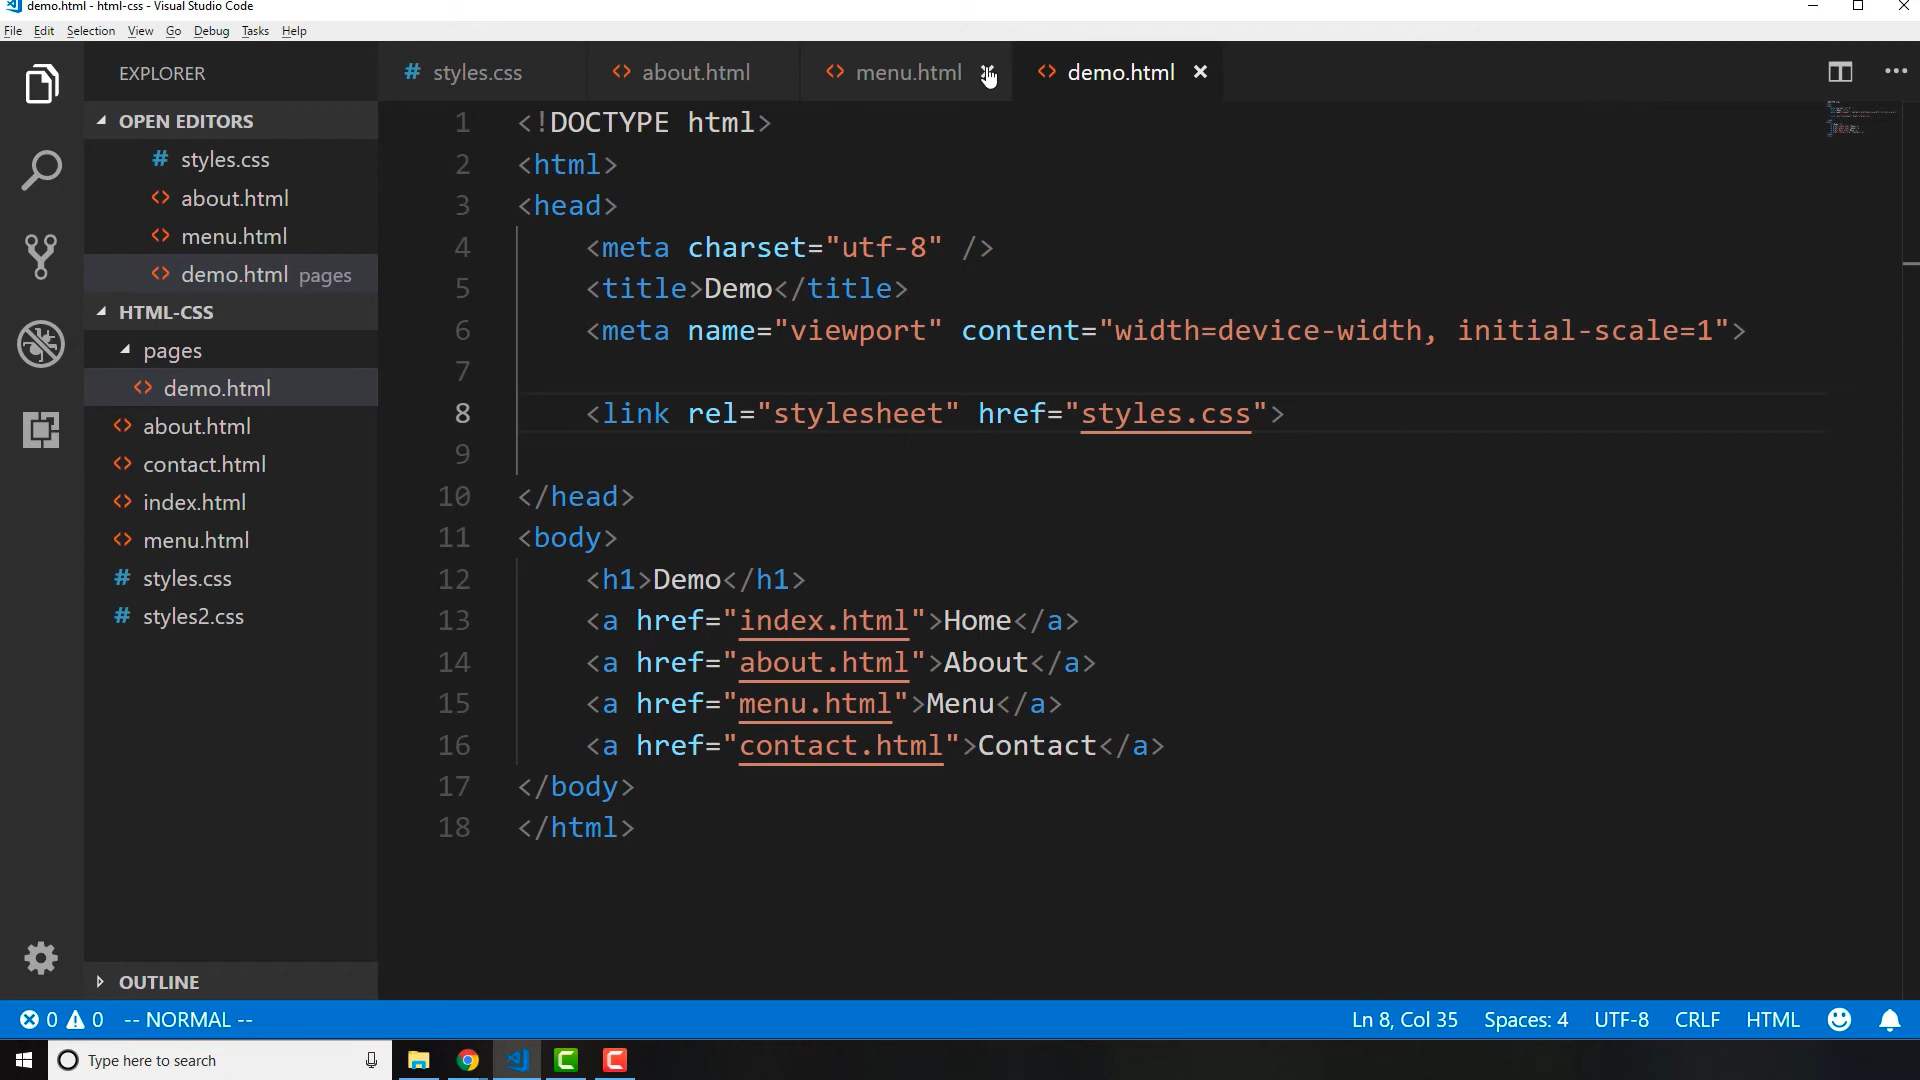 demo.html - html-css - Visual Studio Code
File Edit Selection View Go Debug Tasks Help
EXPLORER
OPEN EDITORS
# styles.css
<> about.html
<> menu.html
<> demo.html pages
HTML-CSS
pages
<> demo.html
<> about.html
<> contact.html
<> index.html
<> menu.html
# styles.css
# styles2.css
OUTLINE
# styles.css <> about.html <> menu.html <> demo.html
1 <!DOCTYPE html>
2 <html>
3 <head>
4 <meta charset="utf-8" />
5 <title>Demo</title>
6 <meta name="viewport" content="width=device-width, initial-scale=1">
7
8 <link rel="stylesheet" href="styles.css">
9
10 </head>
11 <body>
12 <h1>Demo</h1>
13 <a href="index.html">Home</a>
14 <a href="about.html">About</a>
15 <a href="menu.html">Menu</a>
16 <a href="contact.html">Contact</a>
17 </body>
18 </html>
0 0 -- NORMAL -- Ln 8, Col 35 Spaces: 4 UTF-8 CRLF HTML
Type here to search